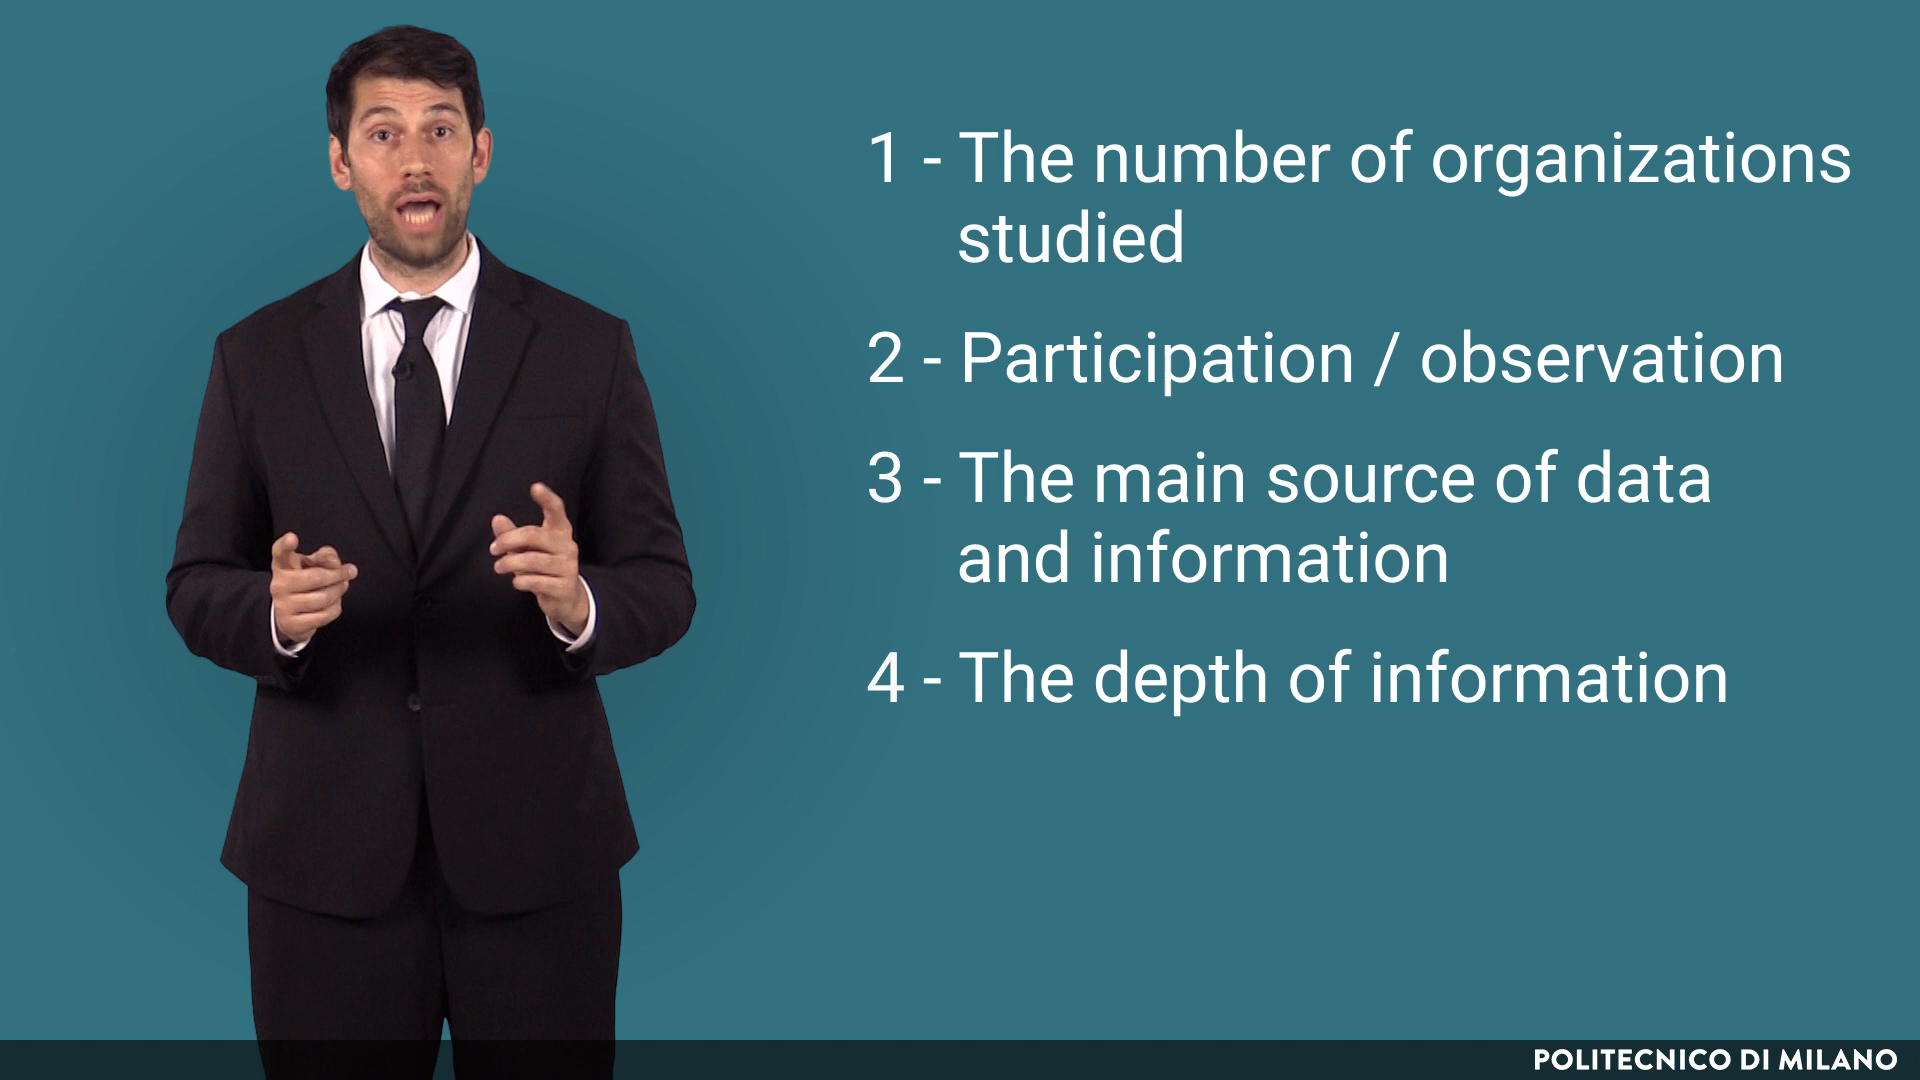 1 - The number of organizations
studied
2 - Participation / observation
3 - The main source of data
and information
4 - The depth of information
POLITECNICO DI MILANO